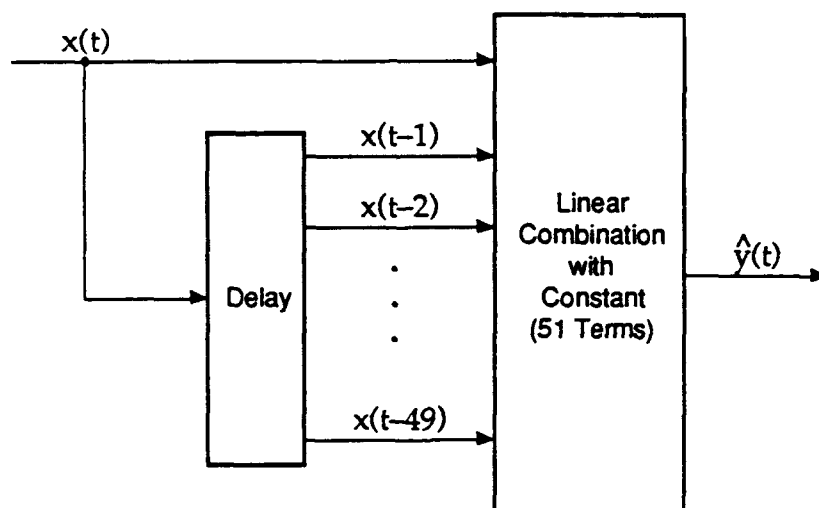 x(t)
x(t–1)
x(t–2)
.
.
.
x(t–49)
Delay
Linear
Combination
with
Constant
(51 Terms)
ŷ(t)